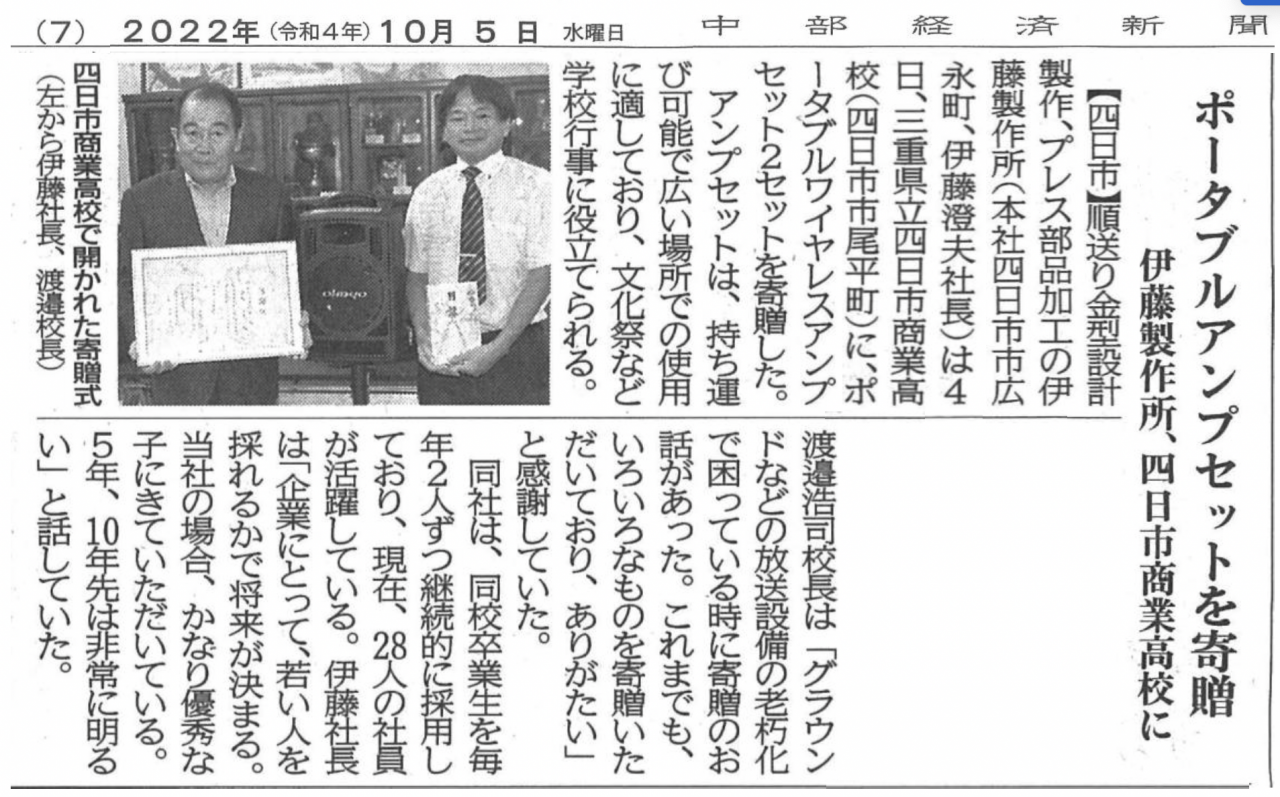 (7) 2022年(令和4年)10月5日 水曜日 中部経済新聞
ポータブルアンプセットを寄贈
伊藤製作所、四日市商業高校に
【四日市】順送り金型設計
製作、プレス部品加工の伊
藤製作所(本社四日市市広
永町、伊藤澄夫社長)は4
日、三重県立四日市商業高
校(四日市市尾平町)に、ポ
ータブルワイヤレスアンプ
セット2セットを寄贈した。
アンプセットは、持ち運
び可能で広い場所での使用
に適しており、文化祭など
学校行事に役立てられる。
四日市商業高校で開かれた寄贈式
(左から伊藤社長、渡邉校長)
渡邉浩司校長は「グラウン
ドなどの放送設備の老朽化
で困っている時に寄贈のお
話があった。これまでも、
いろいろなものを寄贈いた
だいており、ありがたい」
と感謝していた。
同社は、同校卒業生を毎
年2人ずつ継続的に採用し
ており、現在、28人の社員
が活躍している。伊藤社長
は「企業にとって、若い人を
採れるかで将来が決まる。
当社の場合、かなり優秀な
子にきていただいている。
5年、10年先は非常に明る
い」と話していた。